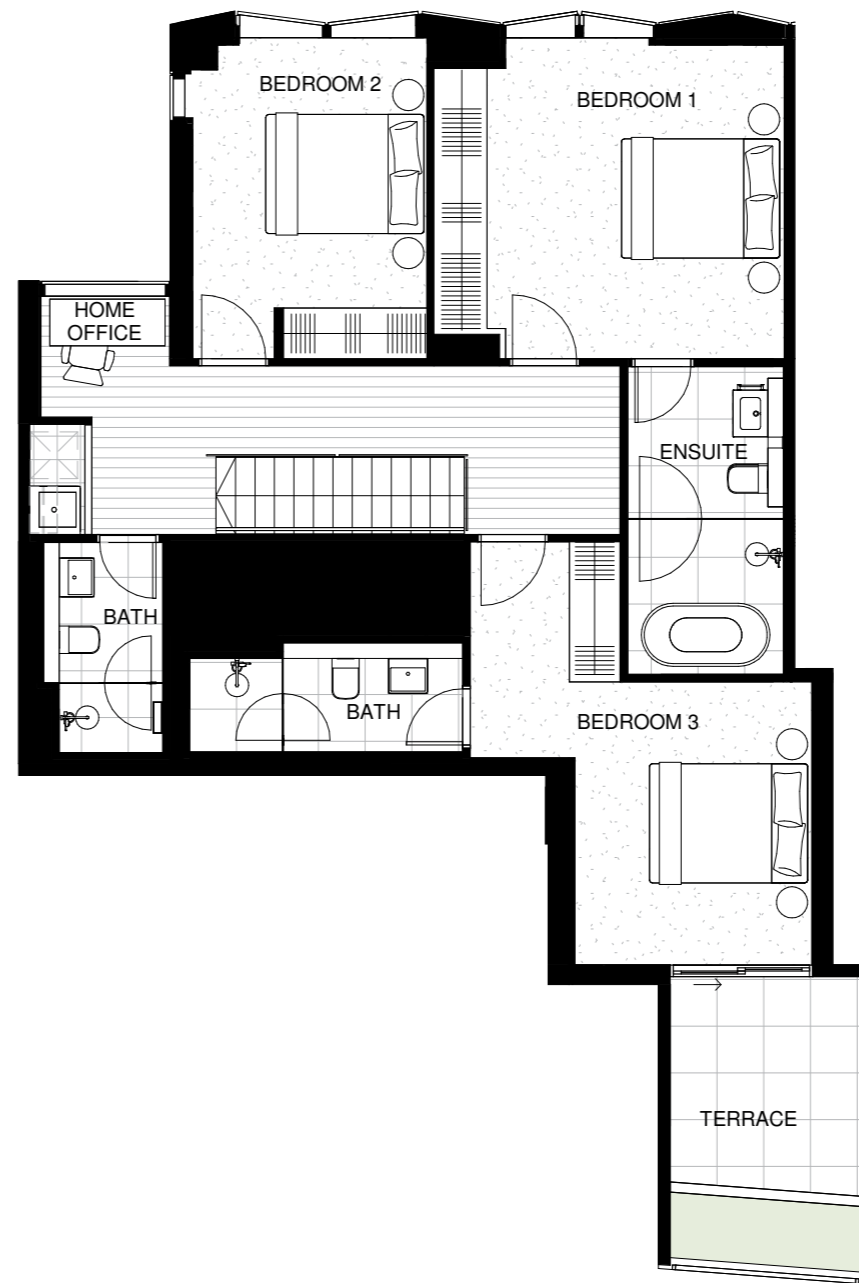 BEDROOM 2
BEDROOM 1
HOME
OFFICE
ENSUITE
BATH
BATH
BEDROOM 3
TERRACE